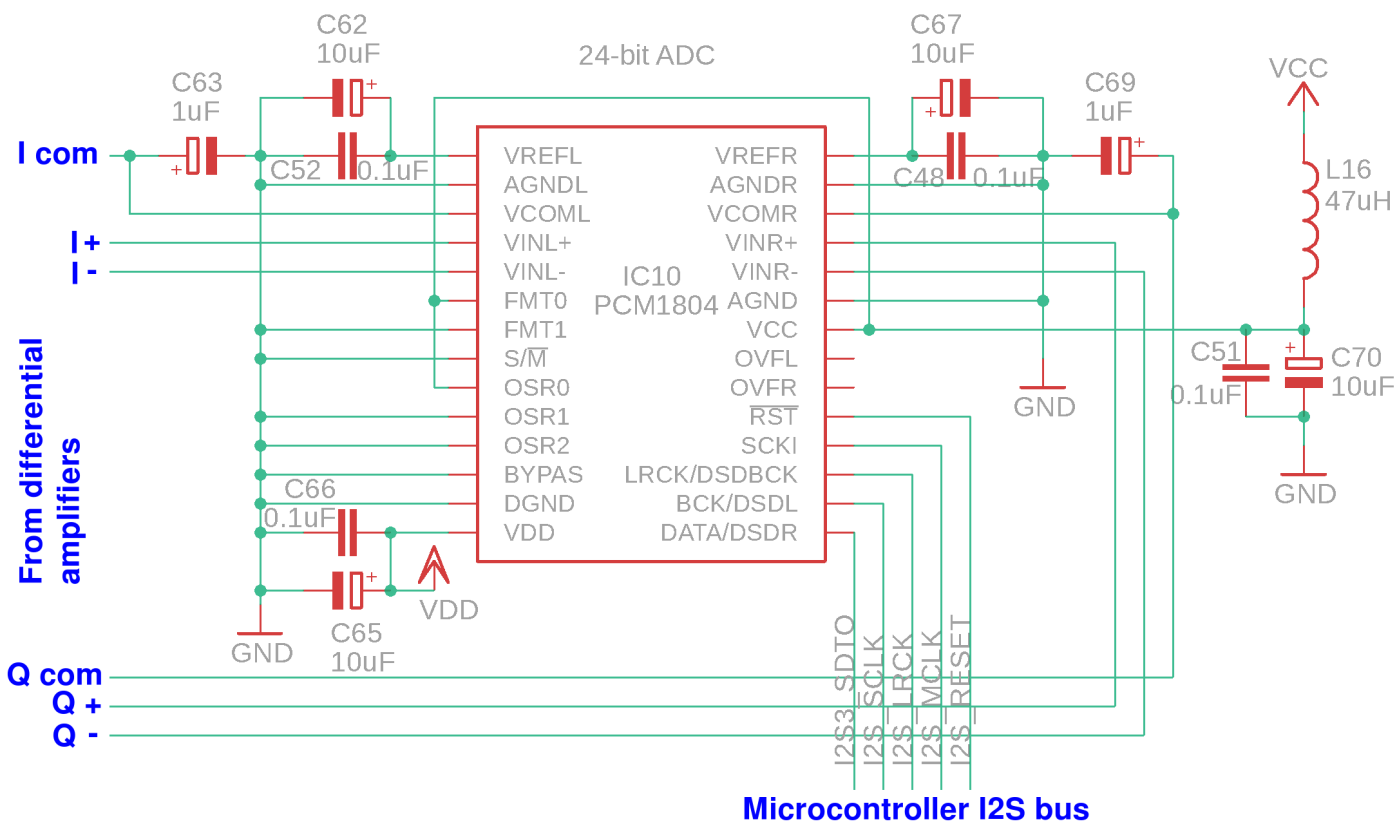 C62
10uF
24-bit ADC
C67
10uF
C63
1uF
C69
1uF
VCC
I com
C52
0.1uF
C48
0.1uF
L16
47uH
I +
I -
VREFL
AGNDL
VCOML
VINL+
VINL-
FMT0
FMT1
S/M
OSR0
OSR1
OSR2
BYPAS
DGND
VDD
IC10
PCM1804
VREFR
AGNDR
VCOMR
VINR+
VINR-
AGND
VCC
OVFL
OVFR
RST
SCKI
LRCK/DSDBCK
BCK/DSDL
DATA/DSDR
GND
C51
0.1uF
C70
10uF
GND
From differential
amplifiers
C66
0.1uF
VDD
GND
C65
10uF
Q com
Q +
Q -
I2S3_SDTO
I2S_SCLK
I2S_LRCK
I2S_MCLK
I2S_RESET
Microcontroller I2S bus